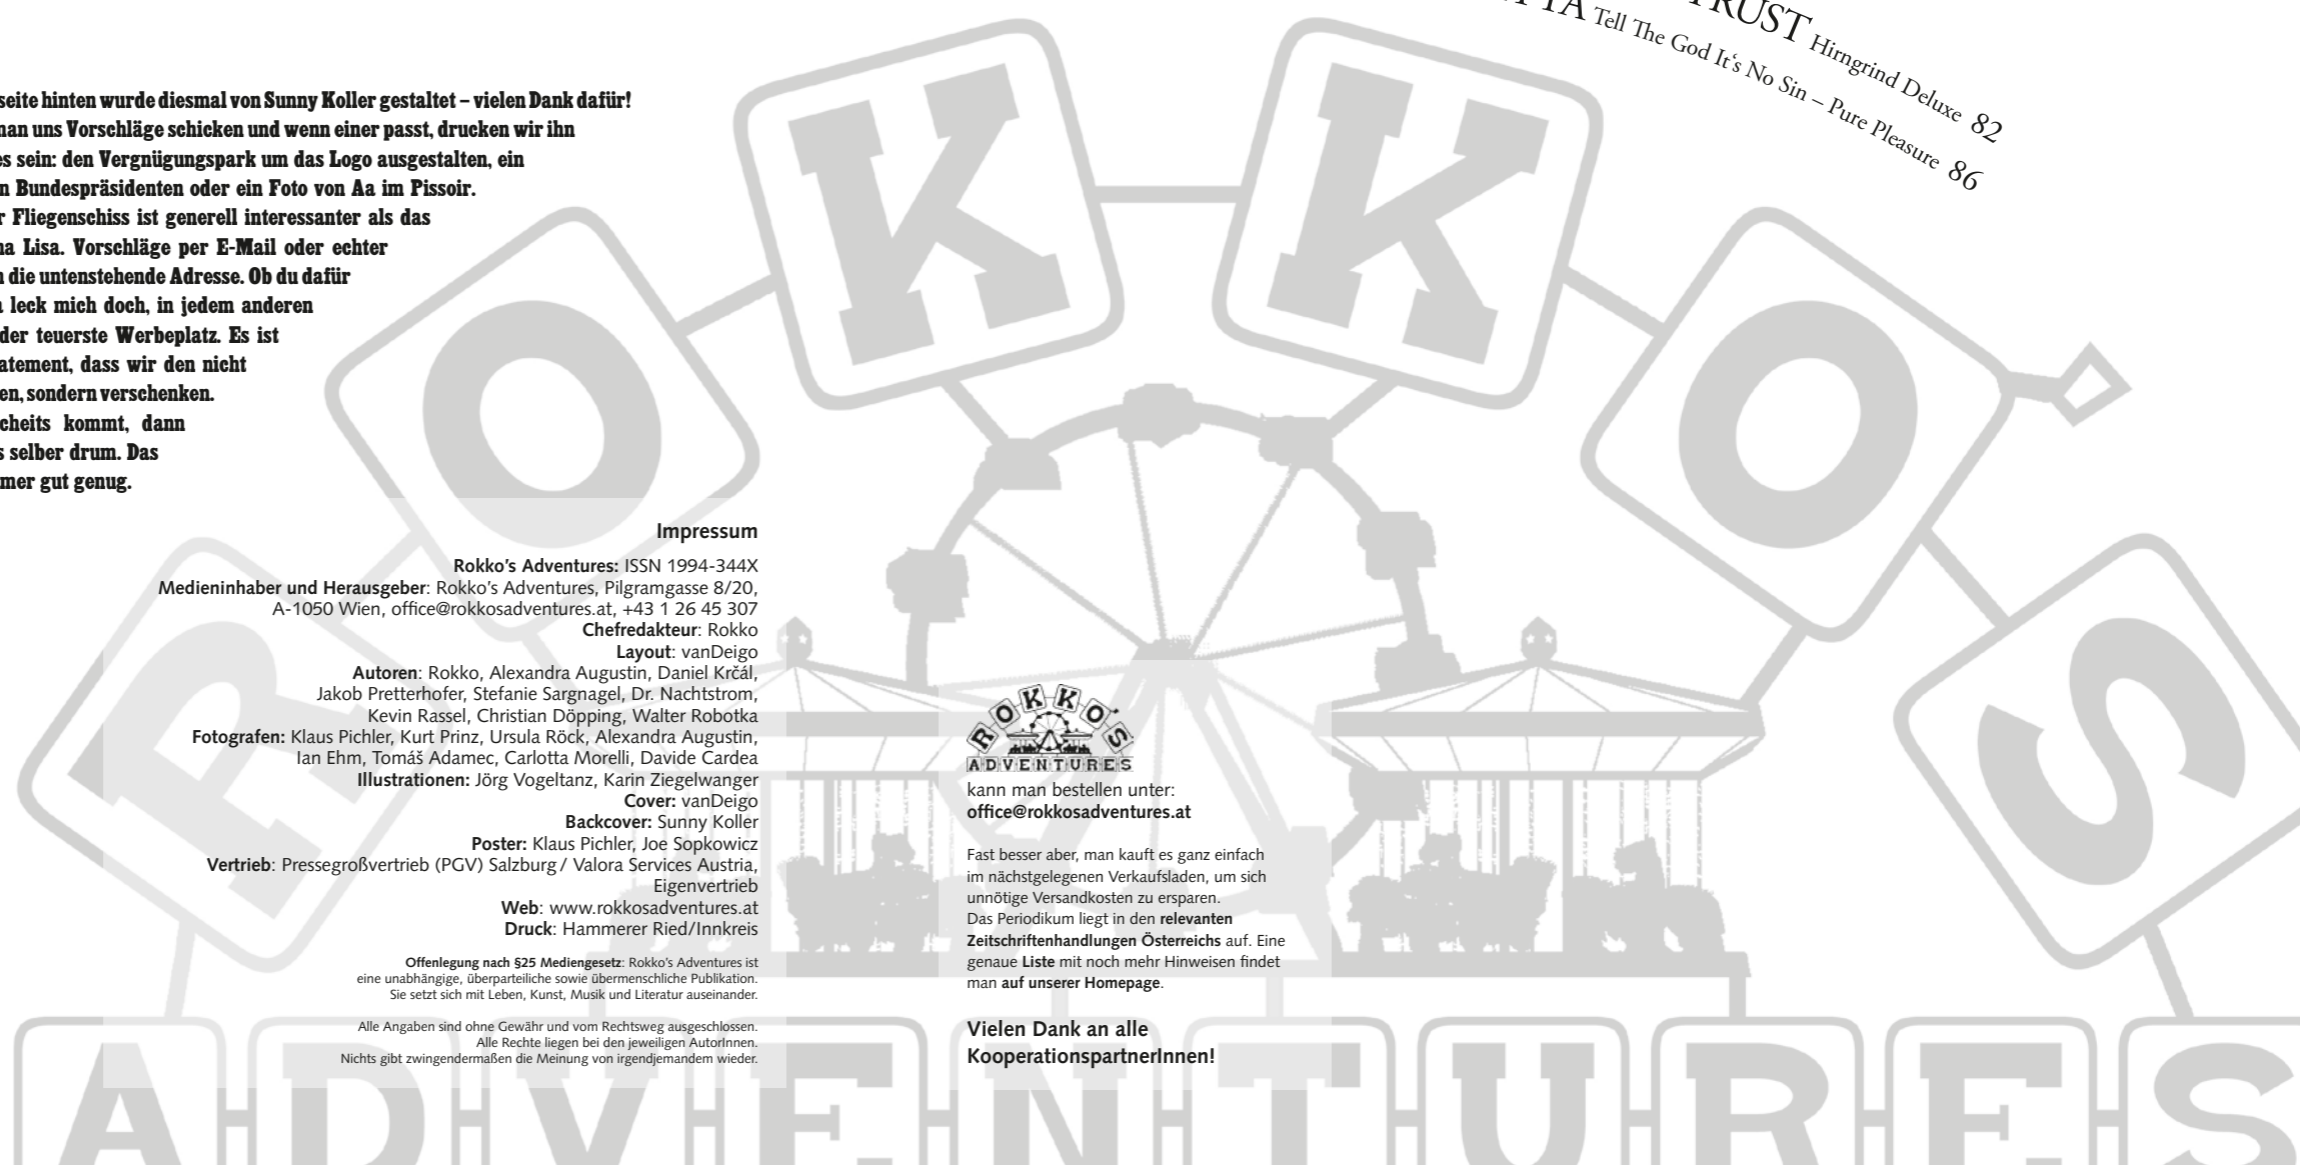 TRUST Hirngrind Deluxe 82
Tell The God It's No Sin – Pure Pleasure 86
seite hinten wurde diesmal von Sunny Koller gestaltet – vielen Dank dafür!
man uns Vorschläge schicken und wenn einer passt, drucken wir ihn
es sein: den Vergnügungspark um das Logo ausgestalten, ein
n Bundespräsidenten oder ein Foto von Aa im Pissoir.
r Fliegenschiss ist generell interessanter als das
na Lisa. Vorschläge per E-Mail oder echter
n die untenstehende Adresse. Ob du dafür
leck mich doch, in jedem anderen
der teuerste Werbeplatz. Es ist
atement, dass wir den nicht
en, sondern verschenken.
cheits kommt, dann
s selber drum. Das
mer gut genug.
ROKKO'S
ADVENTURES
Impressum
Rokko's Adventures: ISSN 1994-344X
Medieninhaber und Herausgeber: Rokko's Adventures, Pilgramgasse 8/20,
A-1050 Wien, office@rokkosadventures.at, +43 1 26 45 307
Chefredakteur: Rokko
Layout: vanDeigo
Autoren: Rokko, Alexandra Augustin, Daniel Krčál,
Jakob Pretterhofer, Stefanie Sargnagel, Dr. Nachtstrom,
Kevin Rassel, Christian Döpping, Walter Robotka
Fotografen: Klaus Pichler, Kurt Prinz, Ursula Röck, Alexandra Augustin,
Ian Ehm, Tomáš Adamec, Carlotta Morelli, Davide Cardea
Illustrationen: Jörg Vogeltanz, Karin Ziegelwanger
Cover: vanDeigo
Backcover: Sunny Koller
Poster: Klaus Pichler, Joe Sopkowicz
Vertrieb: Pressegroßvertrieb (PGV) Salzburg / Valora Services Austria,
Eigenvertrieb
Web: www.rokkosadventures.at
Druck: Hammerer Ried/Innkreis
Offenlegung nach §25 Mediengesetz: Rokko's Adventures ist
eine unabhängige, überparteiliche sowie übermenschliche Publikation.
Sie setzt sich mit Leben, Kunst, Musik und Literatur auseinander.
Alle Angaben sind ohne Gewähr und vom Rechtsweg ausgeschlossen.
Alle Rechte liegen bei den jeweiligen AutorInnen.
Nichts gibt zwingendermaßen die Meinung von irgendjemandem wieder.
ROKKO'S
ADVENTURES
kann man bestellen unter:
office@rokkosadventures.at
Fast besser aber, man kauft es ganz einfach
im nächstgelegenen Verkaufsladen, um sich
unnötige Versandkosten zu ersparen.
Das Periodikum liegt in den relevanten
Zeitschriftenhandlungen Österreichs auf. Eine
genaue Liste mit noch mehr Hinweisen findet
man auf unserer Homepage.
Vielen Dank an alle
KooperationspartnerInnen!